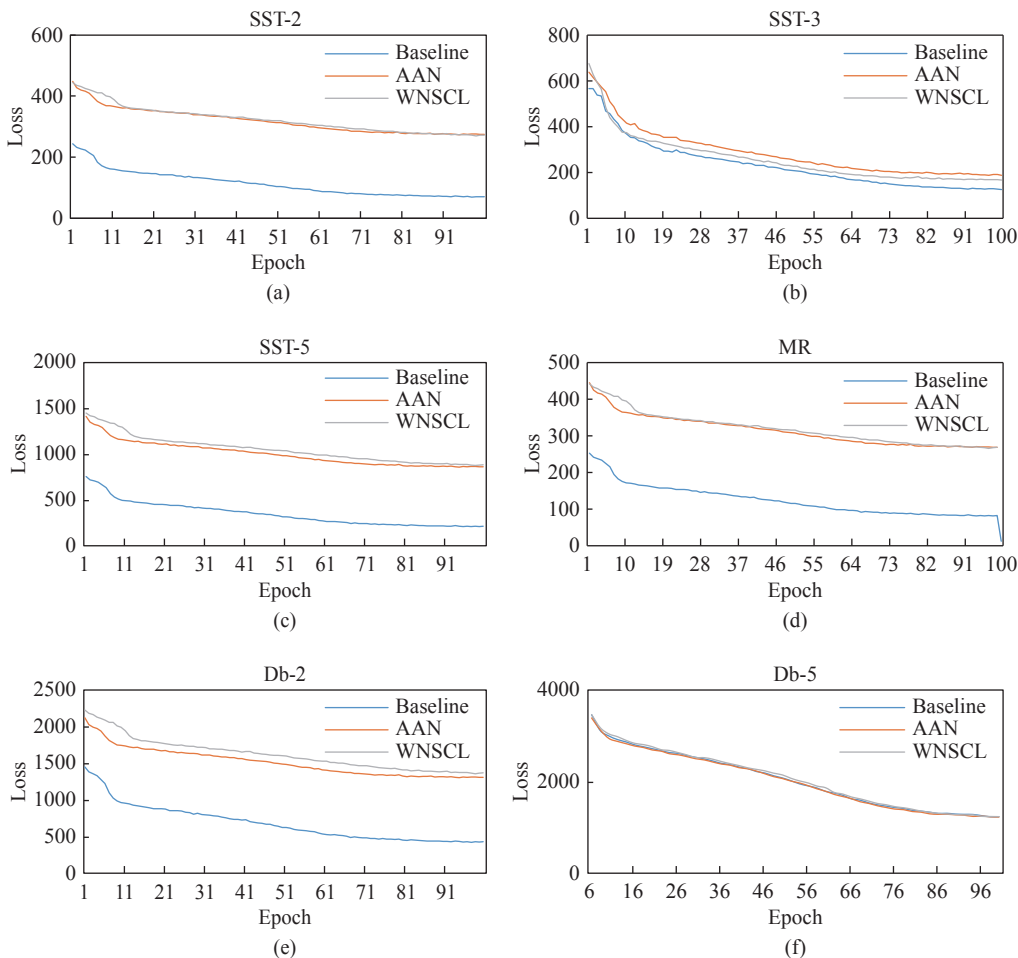 SST-2
600
400
200
0
Loss
Baseline
AAN
WNSCL
1 11 21 31 41 51 61 71 81 91
Epoch
(a)
SST-3
800
600
400
200
0
Loss
Baseline
AAN
WNSCL
1 10 19 28 37 46 55 64 73 82 91 100
Epoch
(b)
SST-5
2000
1500
1000
500
0
Loss
Baseline
AAN
WNSCL
1 11 21 31 41 51 61 71 81 91
Epoch
(c)
MR
500
400
300
200
100
0
Loss
Baseline
AAN
WNSCL
1 10 19 28 37 46 55 64 73 82 91 100
Epoch
(d)
Db-2
2500
2000
1500
1000
500
0
Loss
Baseline
AAN
WNSCL
1 11 21 31 41 51 61 71 81 91
Epoch
(e)
Db-5
4000
2000
0
Loss
Baseline
AAN
WNSCL
6 16 26 36 46 56 66 76 86 96
Epoch
(f)